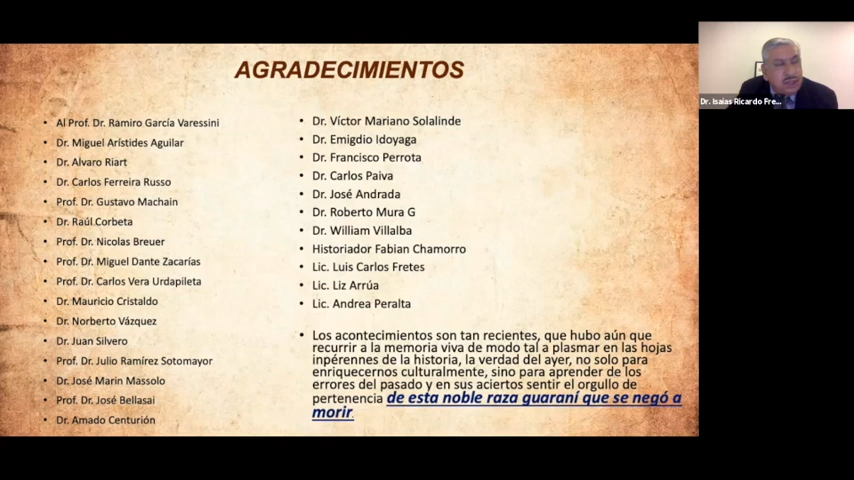 AGRADECIMIENTOS
• Al Prof. Dr. Ramiro García Varessini
• Dr. Miguel Arístides Aguilar
• Dr. Alvaro Riart
• Dr. Carlos Ferreira Russo
• Prof. Dr. Gustavo Machain
• Dr. Raúl Corbeta
• Prof. Dr. Nicolas Breuer
• Prof. Dr. Miguel Dante Zacarías
• Prof. Dr. Carlos Vera Urdapileta
• Dr. Mauricio Cristaldo
• Dr. Norberto Vázquez
• Dr. Juan Silvero
• Prof. Dr. Julio Ramírez Sotomayor
• Dr. José Marin Massolo
• Prof. Dr. José Bellasai
• Dr. Amado Centurión
• Dr. Víctor Mariano Solalinde
• Dr. Emigdio Idoyaga
• Dr. Francisco Perrota
• Dr. Carlos Paiva
• Dr. José Andrada
• Dr. Roberto Mura G
• Dr. William Villalba
• Historiador Fabian Chamorro
• Lic. Luis Carlos Fretes
• Lic. Liz Arrúa
• Lic. Andrea Peralta
• Los acontecimientos son tan recientes, que hubo aún que
recurrir a la memoria viva de modo tal a plasmar en las hojas
inpérennes de la historia, la verdad del ayer, no solo para
enriquecernos culturalmente, sino para aprender de los
errores del pasado y en sus aciertos sentir el orgullo de
pertenencia de esta noble raza guaraní que se negó a
morir.
Dr. Isaias Ricardo Fre...